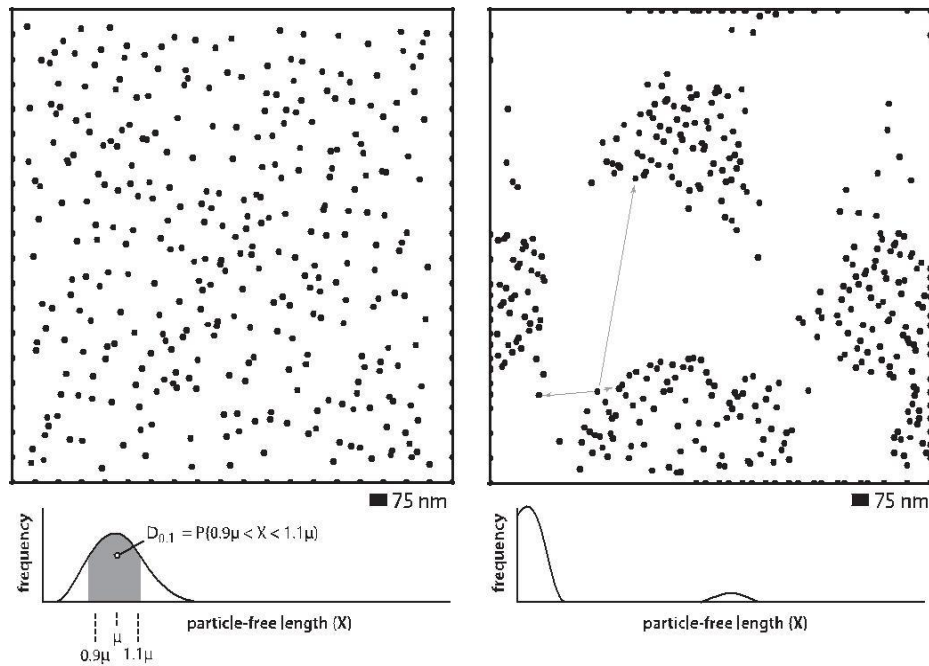 75 nm
75 nm
frequency
D0.1 = P{0.9μ < X < 1.1μ}
particle-free length (X)
μ
0.9μ 1.1μ
frequency
particle-free length (X)